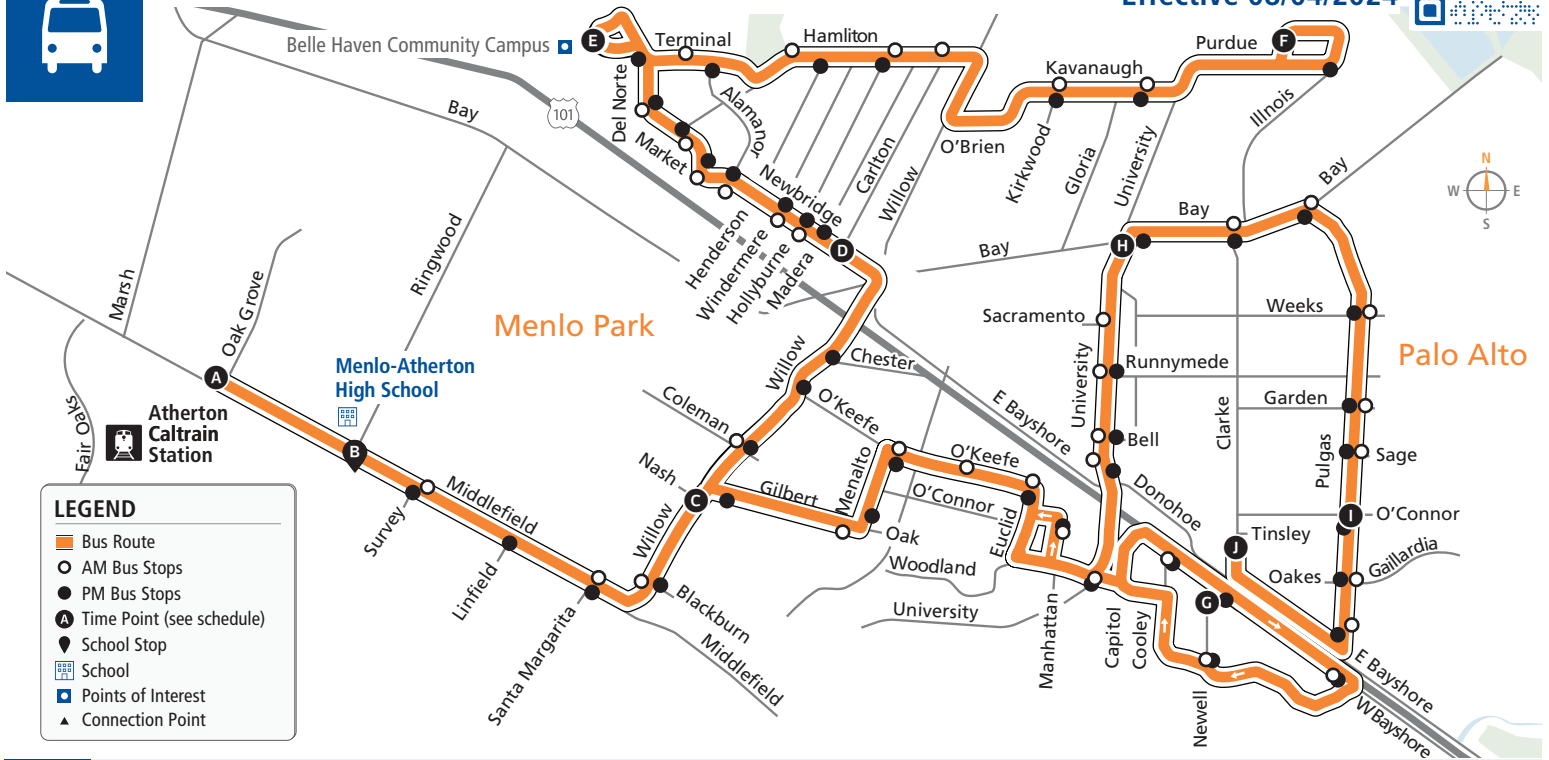 Effective 08/04/2024
Belle Haven Community Campus
E
Terminal
Hamliton
Purdue
F
Kavanaugh
Del Norte
Alamanor
101
Bay
Market
O'Brien
Illnois
Kirkwood
Gloria
University
Carlton
Willow
Newbridge
Bay
Bay
N
W
E
S
H
Bay
D
Henderson
Windermere
Hollyburne
Madera
Marsh
Oak Grove
Ringwood
Menlo Park
Sacramento
Weeks
Palo Alto
Runnymede
University
Garden
Clarke
Bell
Pulgas
Sage
Willow
Chester
O'Keefe
E Bayshore
Coleman
A
Menlo-Atherton
High School
Atherton
Caltrain
Station
Fair Oaks
B
Nash
C
Gilbert
Menalto
O'Keefe
O'Connor
Euclid
Oak
Donohoe
I
O'Connor
Tinsley
J
Oakes
Gaillardia
Middlefield
Survey
Linfield
Santa Margarita
Willow
Blackburn
Middlefield
Woodland
University
Manhattan
Capitol
Cooley
G
Newell
E Bayshore
W Bayshore
LEGEND
Bus Route
AM Bus Stops
PM Bus Stops
A
Time Point (see schedule)
School Stop
School
Points of Interest
Connection Point